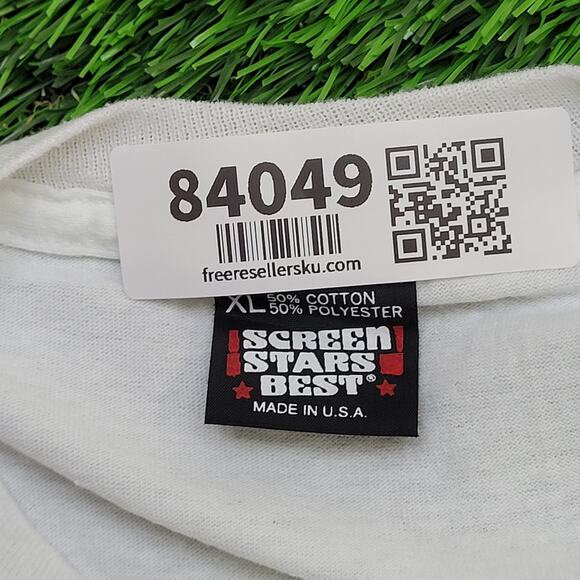 84049
freeresellersku.com
XL 50% COTTON
50% POLYESTER
SCREEN
STARS
BEST®
MADE IN U.S.A.